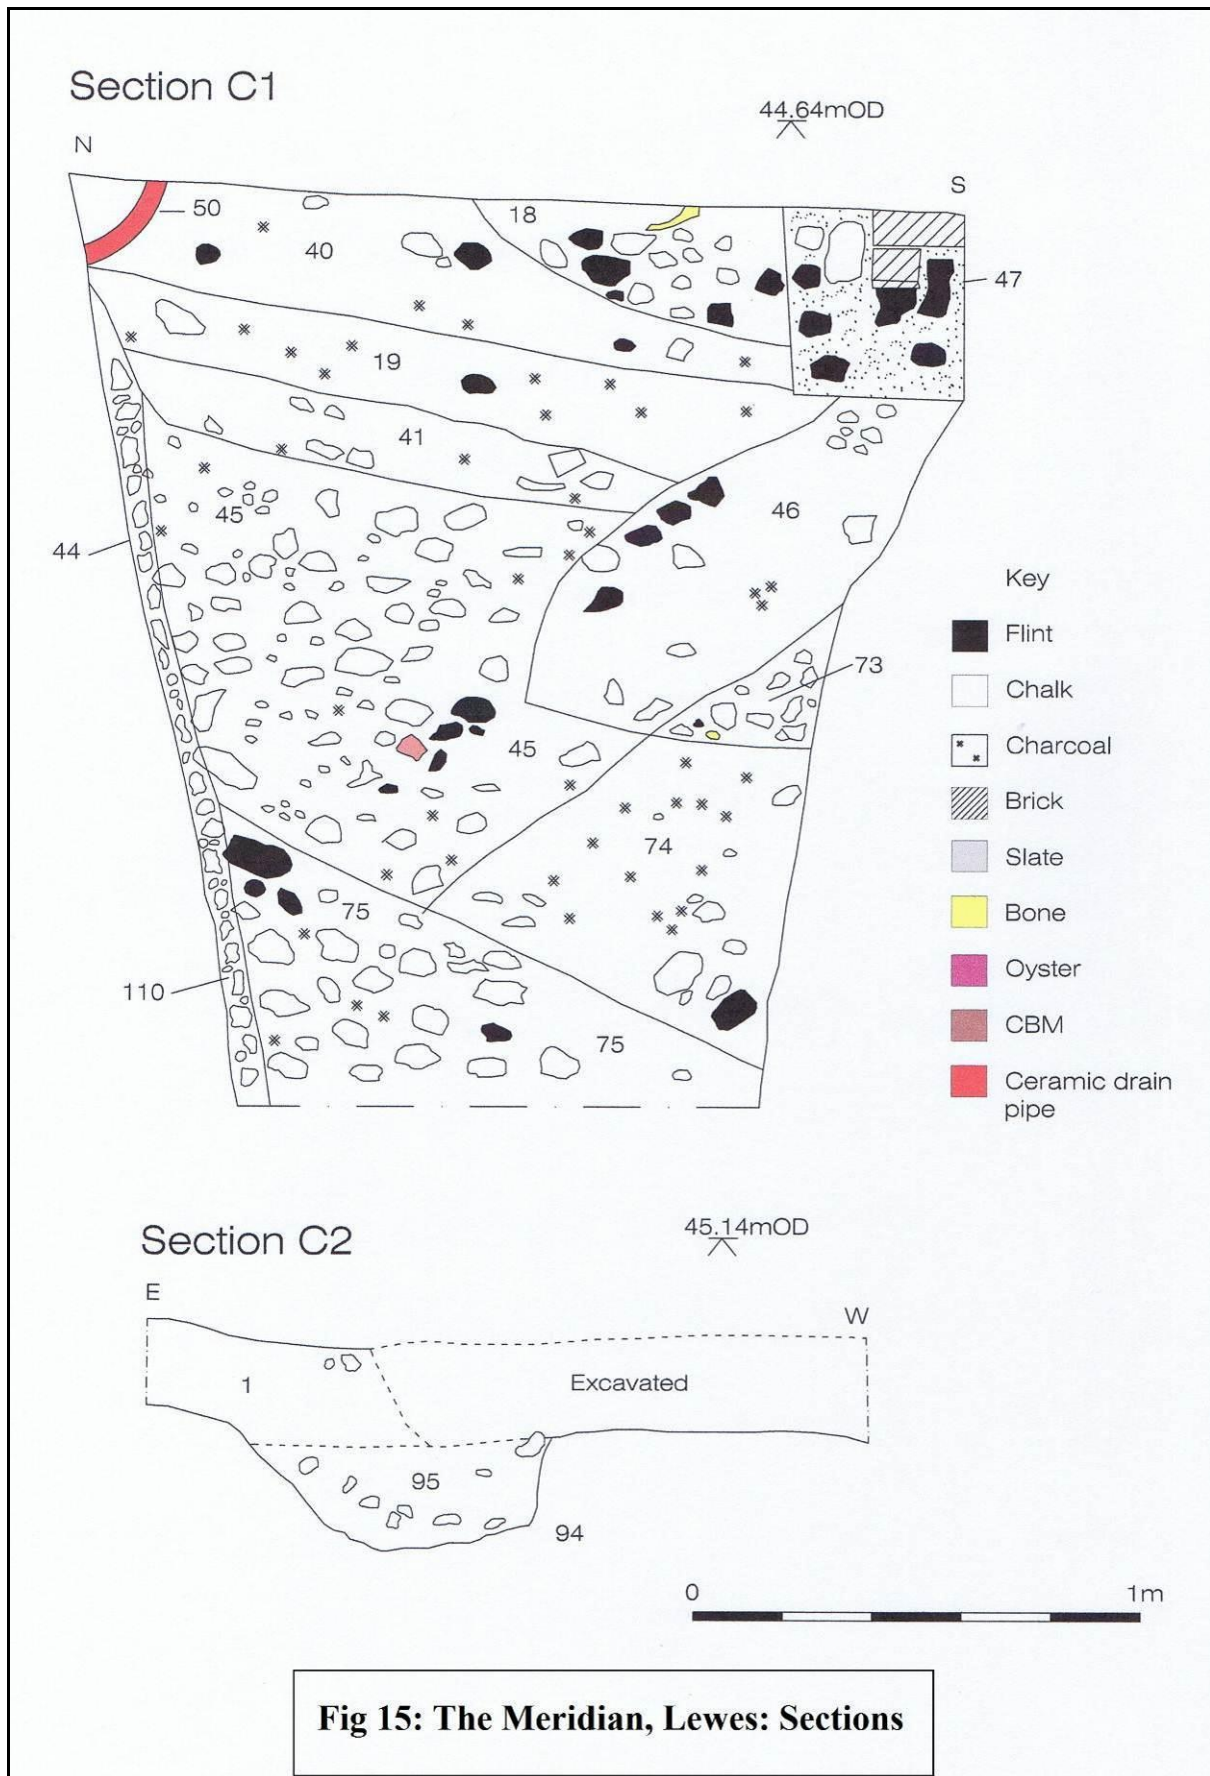 Section C1
44.64mOD
N
S
50
18
40
47
19
41
45
46
44
73
45
74
75
110
75
Key
Flint
Chalk
Charcoal
Brick
Slate
Bone
Oyster
CBM
Ceramic drain
pipe
Section C2
45.14mOD
E
W
1
Excavated
95
94
0
1m
Fig 15: The Meridian, Lewes: Sections